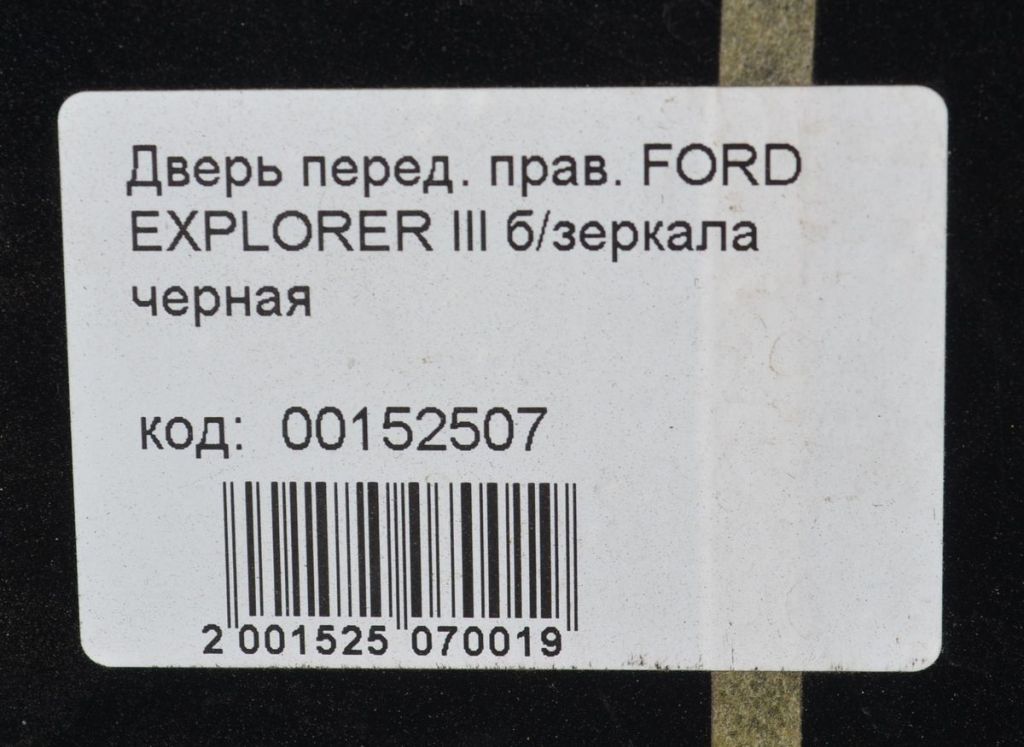 Дверь перед. прав. FORD
EXPLORER III б/зеркала
черная
код: 00152507
2 001525 070019